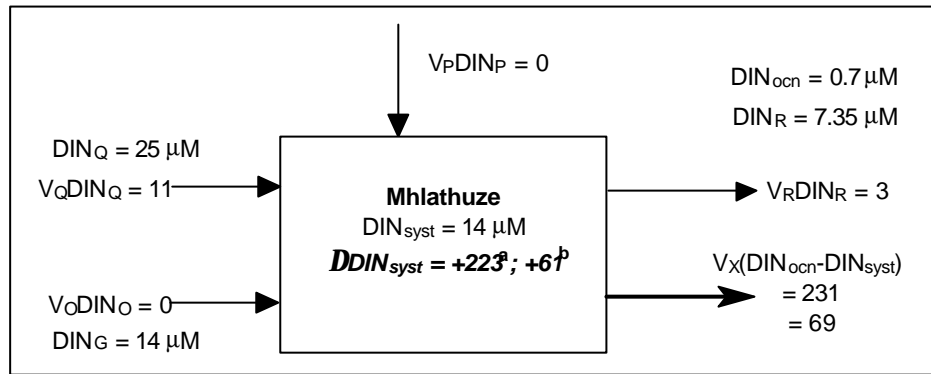 VPDINP = 0
DINocn = 0.7 μM
DINR = 7.35 μM
DINQ = 25 μM
VQDINQ = 11
Mhlathuze
DINsyst = 14 μM
DDINsyst = +223a; +61b
VRDINR = 3
VX(DINocn-DINsyst)
= 231
= 69
VODINO = 0
DING = 14 μM